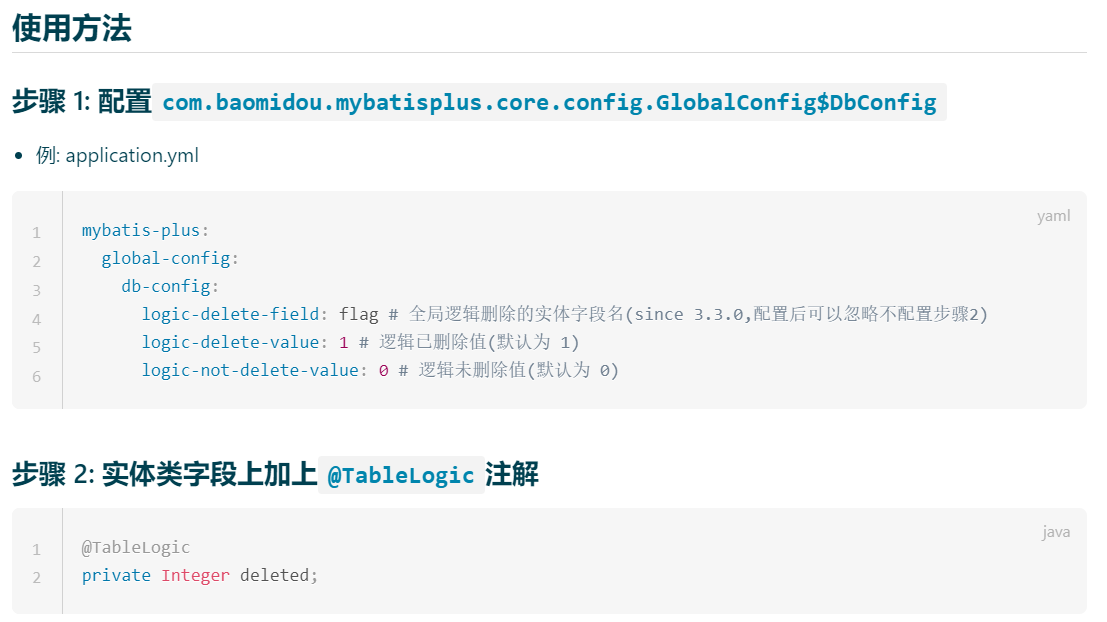 使用方法
步骤 1: 配置 com.baomidou.mybatisplus.core.config.GlobalConfig$DbConfig
例: application.yml
yaml
1 mybatis-plus:
2 global-config:
3 db-config:
4 logic-delete-field: flag # 全局逻辑删除的实体字段名(since 3.3.0,配置后可以忽略不配置步骤2)
5 logic-delete-value: 1 # 逻辑已删除值(默认为 1)
6 logic-not-delete-value: 0 # 逻辑未删除值(默认为 0)
步骤 2: 实体类字段上加上 @TableLogic 注解
java
1 @TableLogic
2 private Integer deleted;